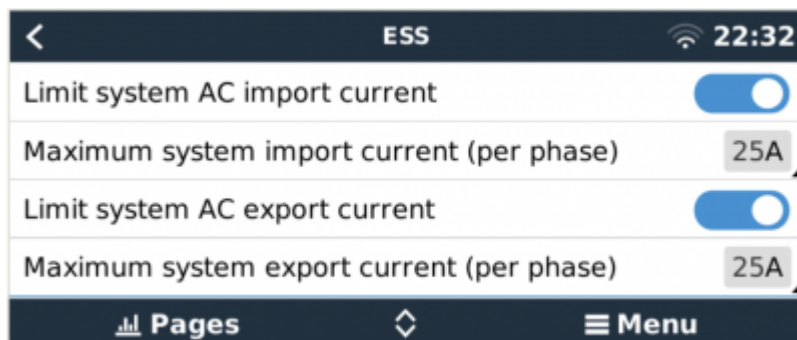 ESS 22:32
Limit system AC import current
Maximum system import current (per phase) 25A
Limit system AC export current
Maximum system export current (per phase) 25A
Pages Menu